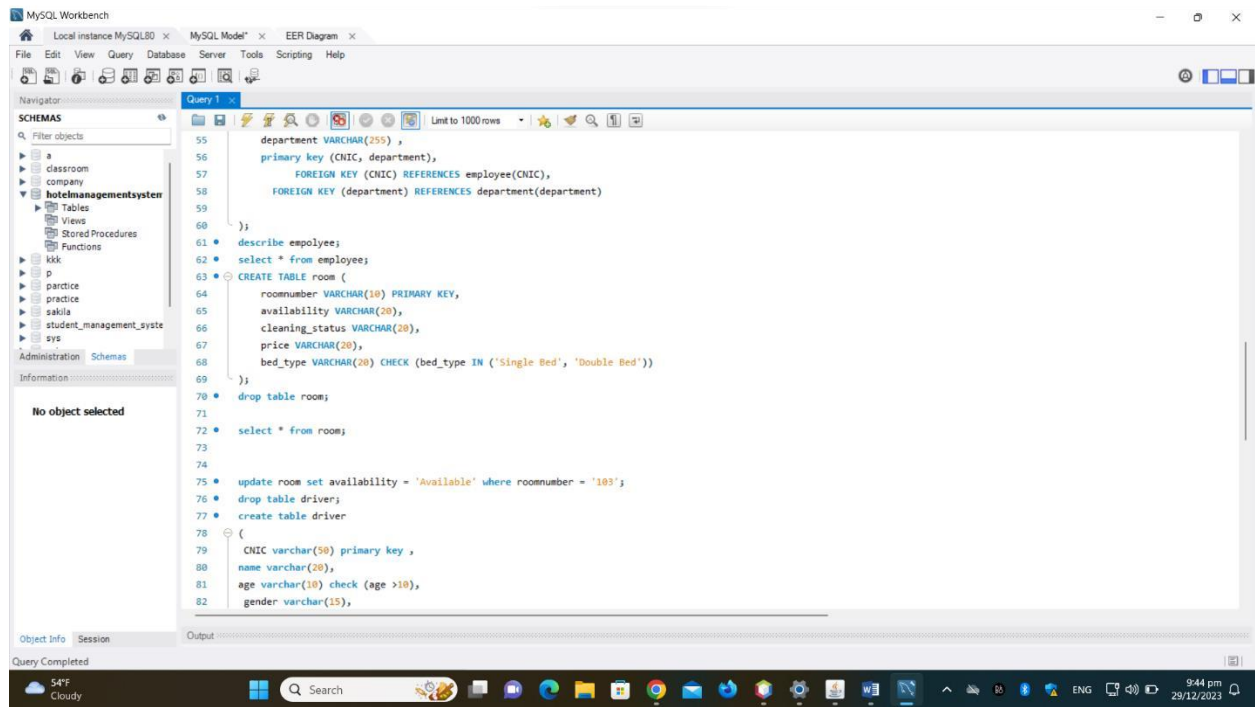 MySQL Workbench
Local instance MySQL80 × MySQL Model* × EER Diagram ×
File Edit View Query Database Server Tools Scripting Help
Navigator
Query 1 ×
SCHEMAS
Limit to 1000 rows
Filter objects
a
classroom
company
hotelmanagementsystem
Tables
Views
Stored Procedures
Functions
kkk
p
parctice
practice
sakila
student_management_syste
sys
Administration Schemas
Information
No object selected
55 department VARCHAR(255) ,
56 primary key (CNIC, department),
57 FOREIGN KEY (CNIC) REFERENCES employee(CNIC),
58 FOREIGN KEY (department) REFERENCES department(department)
59
60 );
61 describe empolyee;
62 select * from employee;
63 CREATE TABLE room (
64 roomnumber VARCHAR(10) PRIMARY KEY,
65 availability VARCHAR(20),
66 cleaning_status VARCHAR(20),
67 price VARCHAR(20),
68 bed_type VARCHAR(20) CHECK (bed_type IN ('Single Bed', 'Double Bed'))
69 );
70 drop table room;
71
72 select * from room;
73
74
75 update room set availability = 'Available' where roomnumber = '103';
76 drop table driver;
77 create table driver
78 (
79 CNIC varchar(50) primary key ,
80 name varchar(20),
81 age varchar(10) check (age >10),
82 gender varchar(15),
Object Info Session
Output
Query Completed
54°F
Cloudy
Search
ENG
9:44 pm
29/12/2023